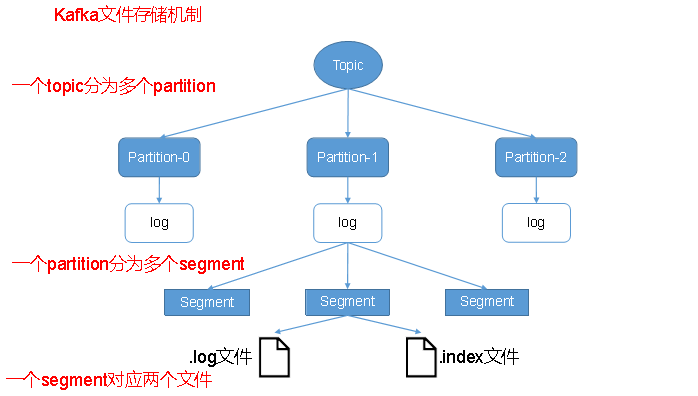 Kafka文件存储机制
Topic
一个topic分为多个partition
Partition-0
Partition-1
Partition-2
log
log
log
一个partition分为多个segment
Segment
Segment
Segment
.log文件
.index文件
一个segment对应两个文件